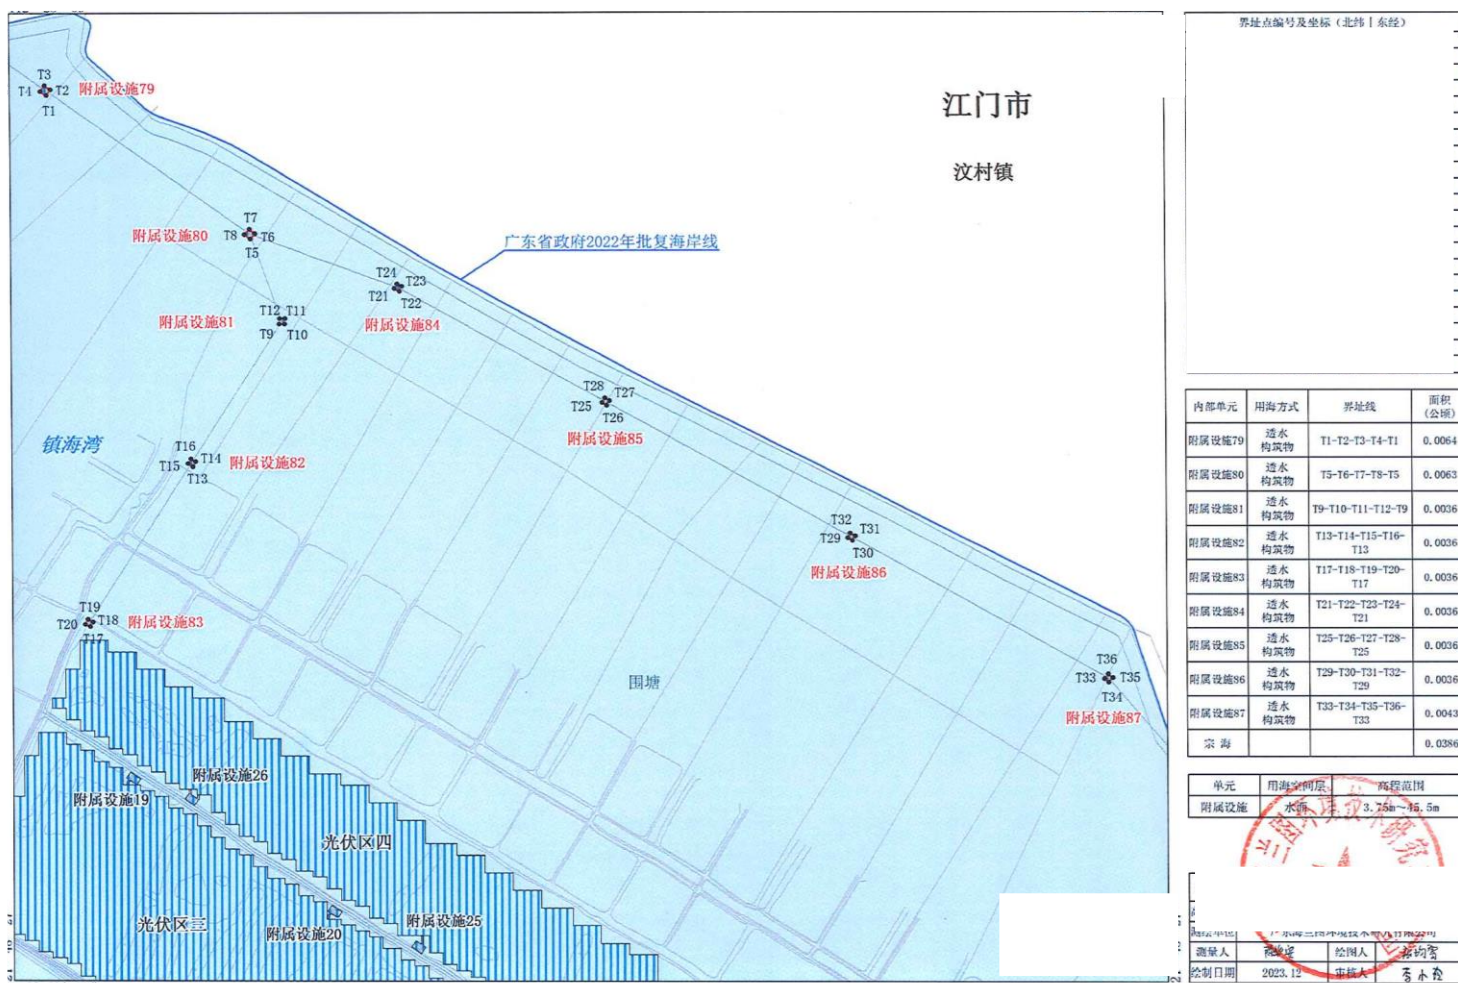 江门市
汶村镇
T3
T4 T2 附属设施79
T1
T7
附属设施80 T8 T6
T5
广东省政府2022年批复海岸线
T24 T23
T21 T22
附属设施84
T12 T11
附属设施81 T9 T10
T28 T27
T25 T26
附属设施85
镇海湾
T16
T15 T14 附属设施82
T13
T32 T31
T29 T30
附属设施86
T19
T20 T18 附属设施83
T17
围塘
T36
T33 T35
T34
附属设施87
附属设施26
附属设施19
光伏区四
光伏区三
附属设施20
附属设施25
界址点编号及坐标（北纬｜东经）
内部单元 用海方式 界址线 面积（公顷）
附属设施79 透水构筑物 T1-T2-T3-T4-T1 0.0064
附属设施80 透水构筑物 T5-T6-T7-T8-T5 0.0063
附属设施81 透水构筑物 T9-T10-T11-T12-T9 0.0036
附属设施82 透水构筑物 T13-T14-T15-T16-T13 0.0036
附属设施83 透水构筑物 T17-T18-T19-T20-T17 0.0036
附属设施84 透水构筑物 T21-T22-T23-T24-T21 0.0036
附属设施85 透水构筑物 T25-T26-T27-T28-T25 0.0036
附属设施86 透水构筑物 T29-T30-T31-T32-T29 0.0036
附属设施87 透水构筑物 T33-T34-T35-T36-T33 0.0043
宗海 0.0386
单元 用海空间层 高程范围
附属设施 水面 3.75m~45.5m
测量人 绘图人
绘制日期 2023.12 审核人